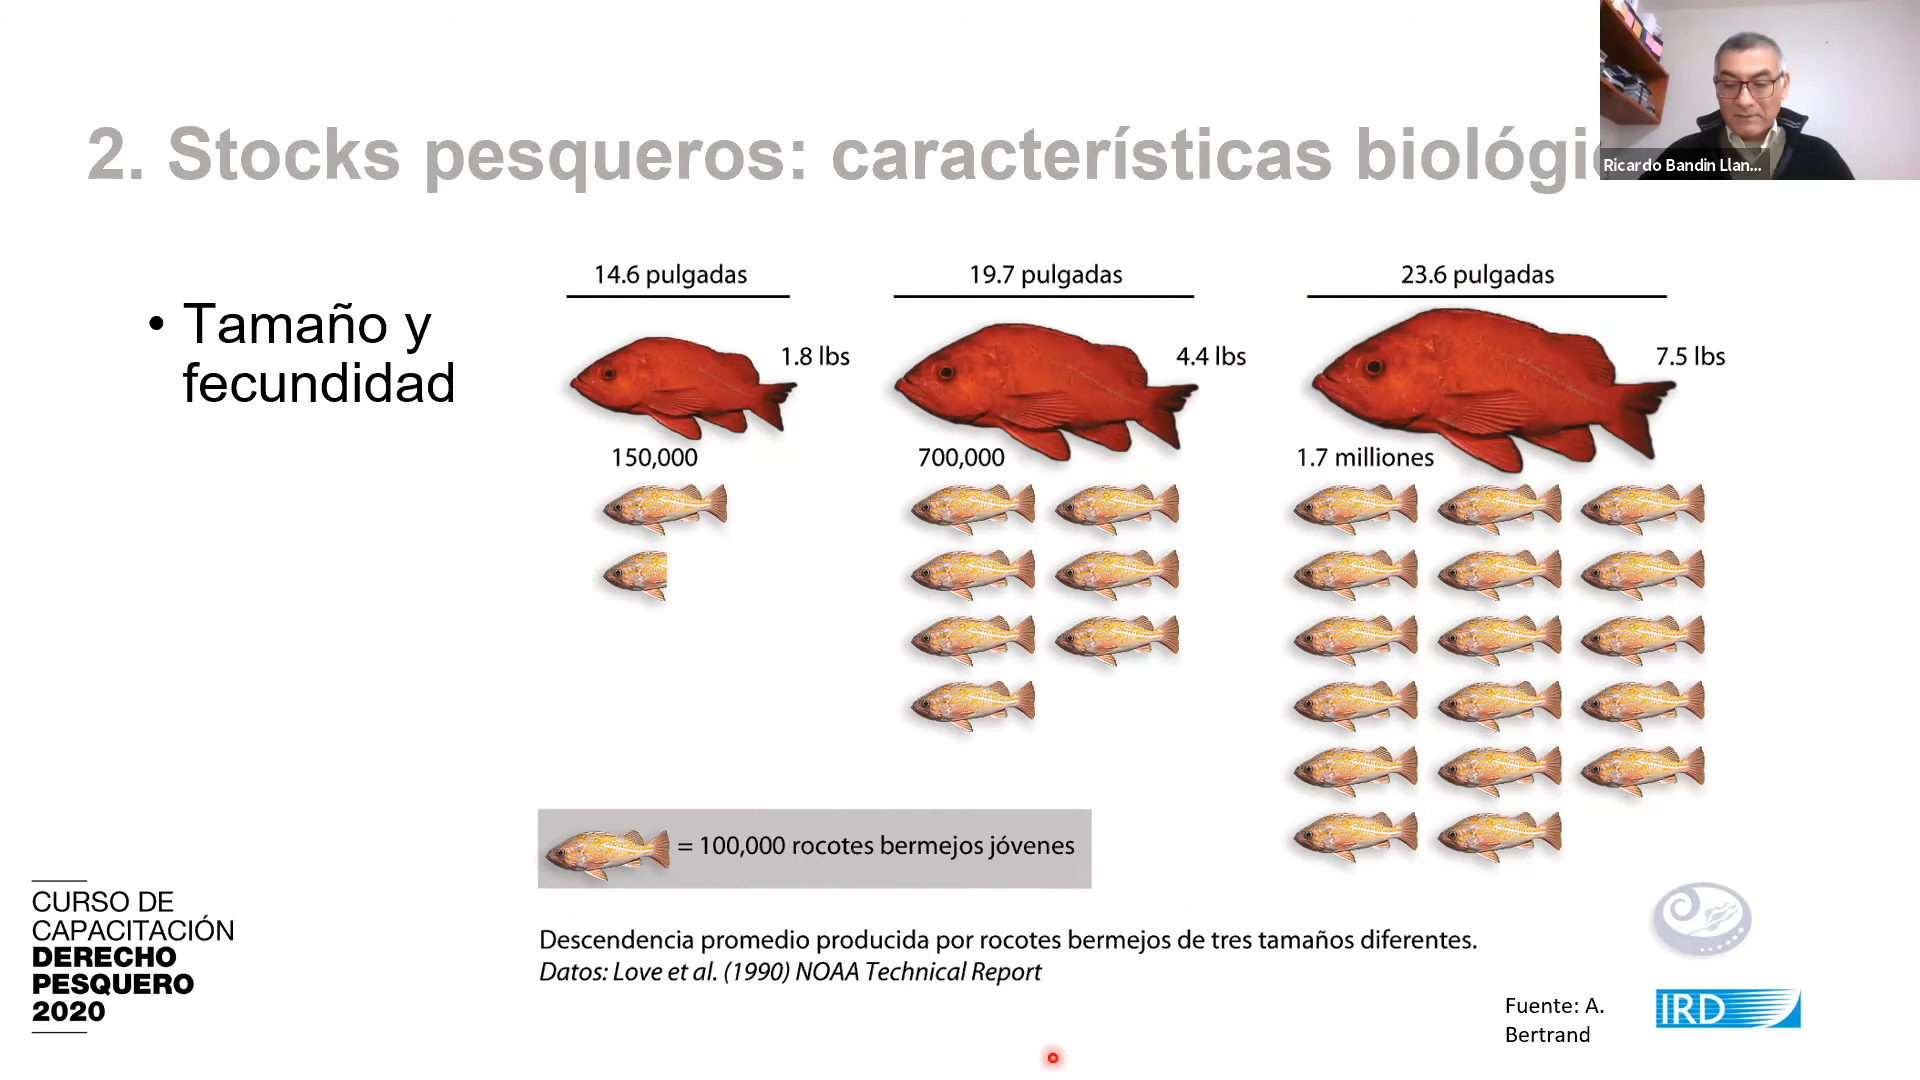 2. Stocks pesqueros: características biológi
Ricardo Bandin Llan...
• Tamaño y
fecundidad
14.6 pulgadas
19.7 pulgadas
23.6 pulgadas
1.8 lbs
4.4 lbs
7.5 lbs
150,000
700,000
1.7 milliones
= 100,000 rocotes bermejos jóvenes
Descendencia promedio producida por rocotes bermejos de tres tamaños diferentes.
Datos: Love et al. (1990) NOAA Technical Report
CURSO DE
CAPACITACIÓN
DERECHO
PESQUERO
2020
Fuente: A.
Bertrand
IRD